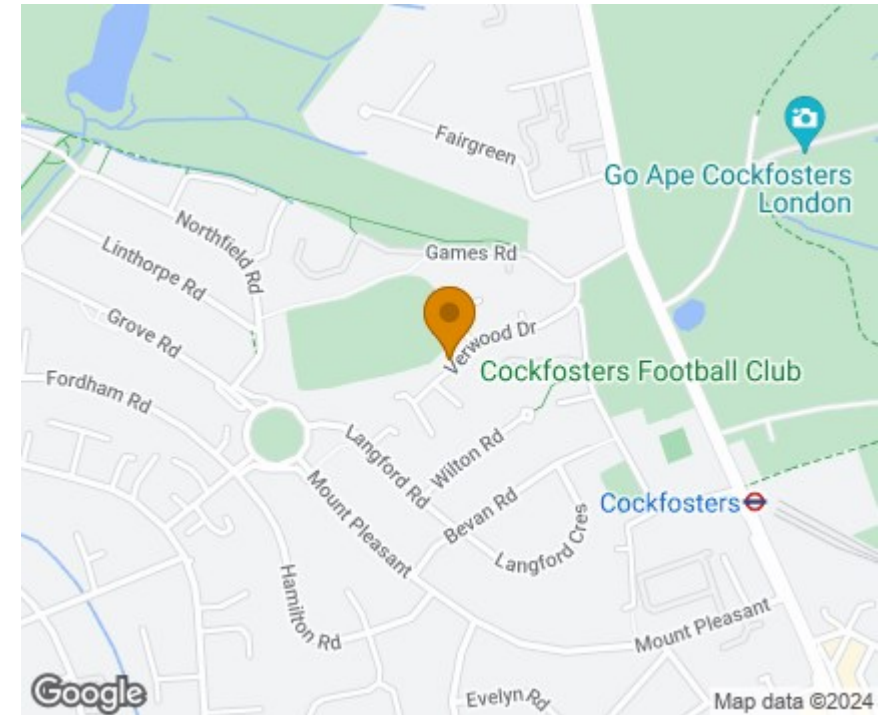 Fairgreen
Go Ape Cockfosters
London
Northfield Rd
Linthorpe Rd
Games Rd
Grove Rd
Verwood Dr
Cockfosters Football Club
Fordham Rd
Langford Rd
Wilton Rd
Mount Pleasant
Bevan Rd
Cockfosters
Langford Cres
Hamilton Rd
Mount Pleasant
Evelyn Rd
Google
Map data ©2024